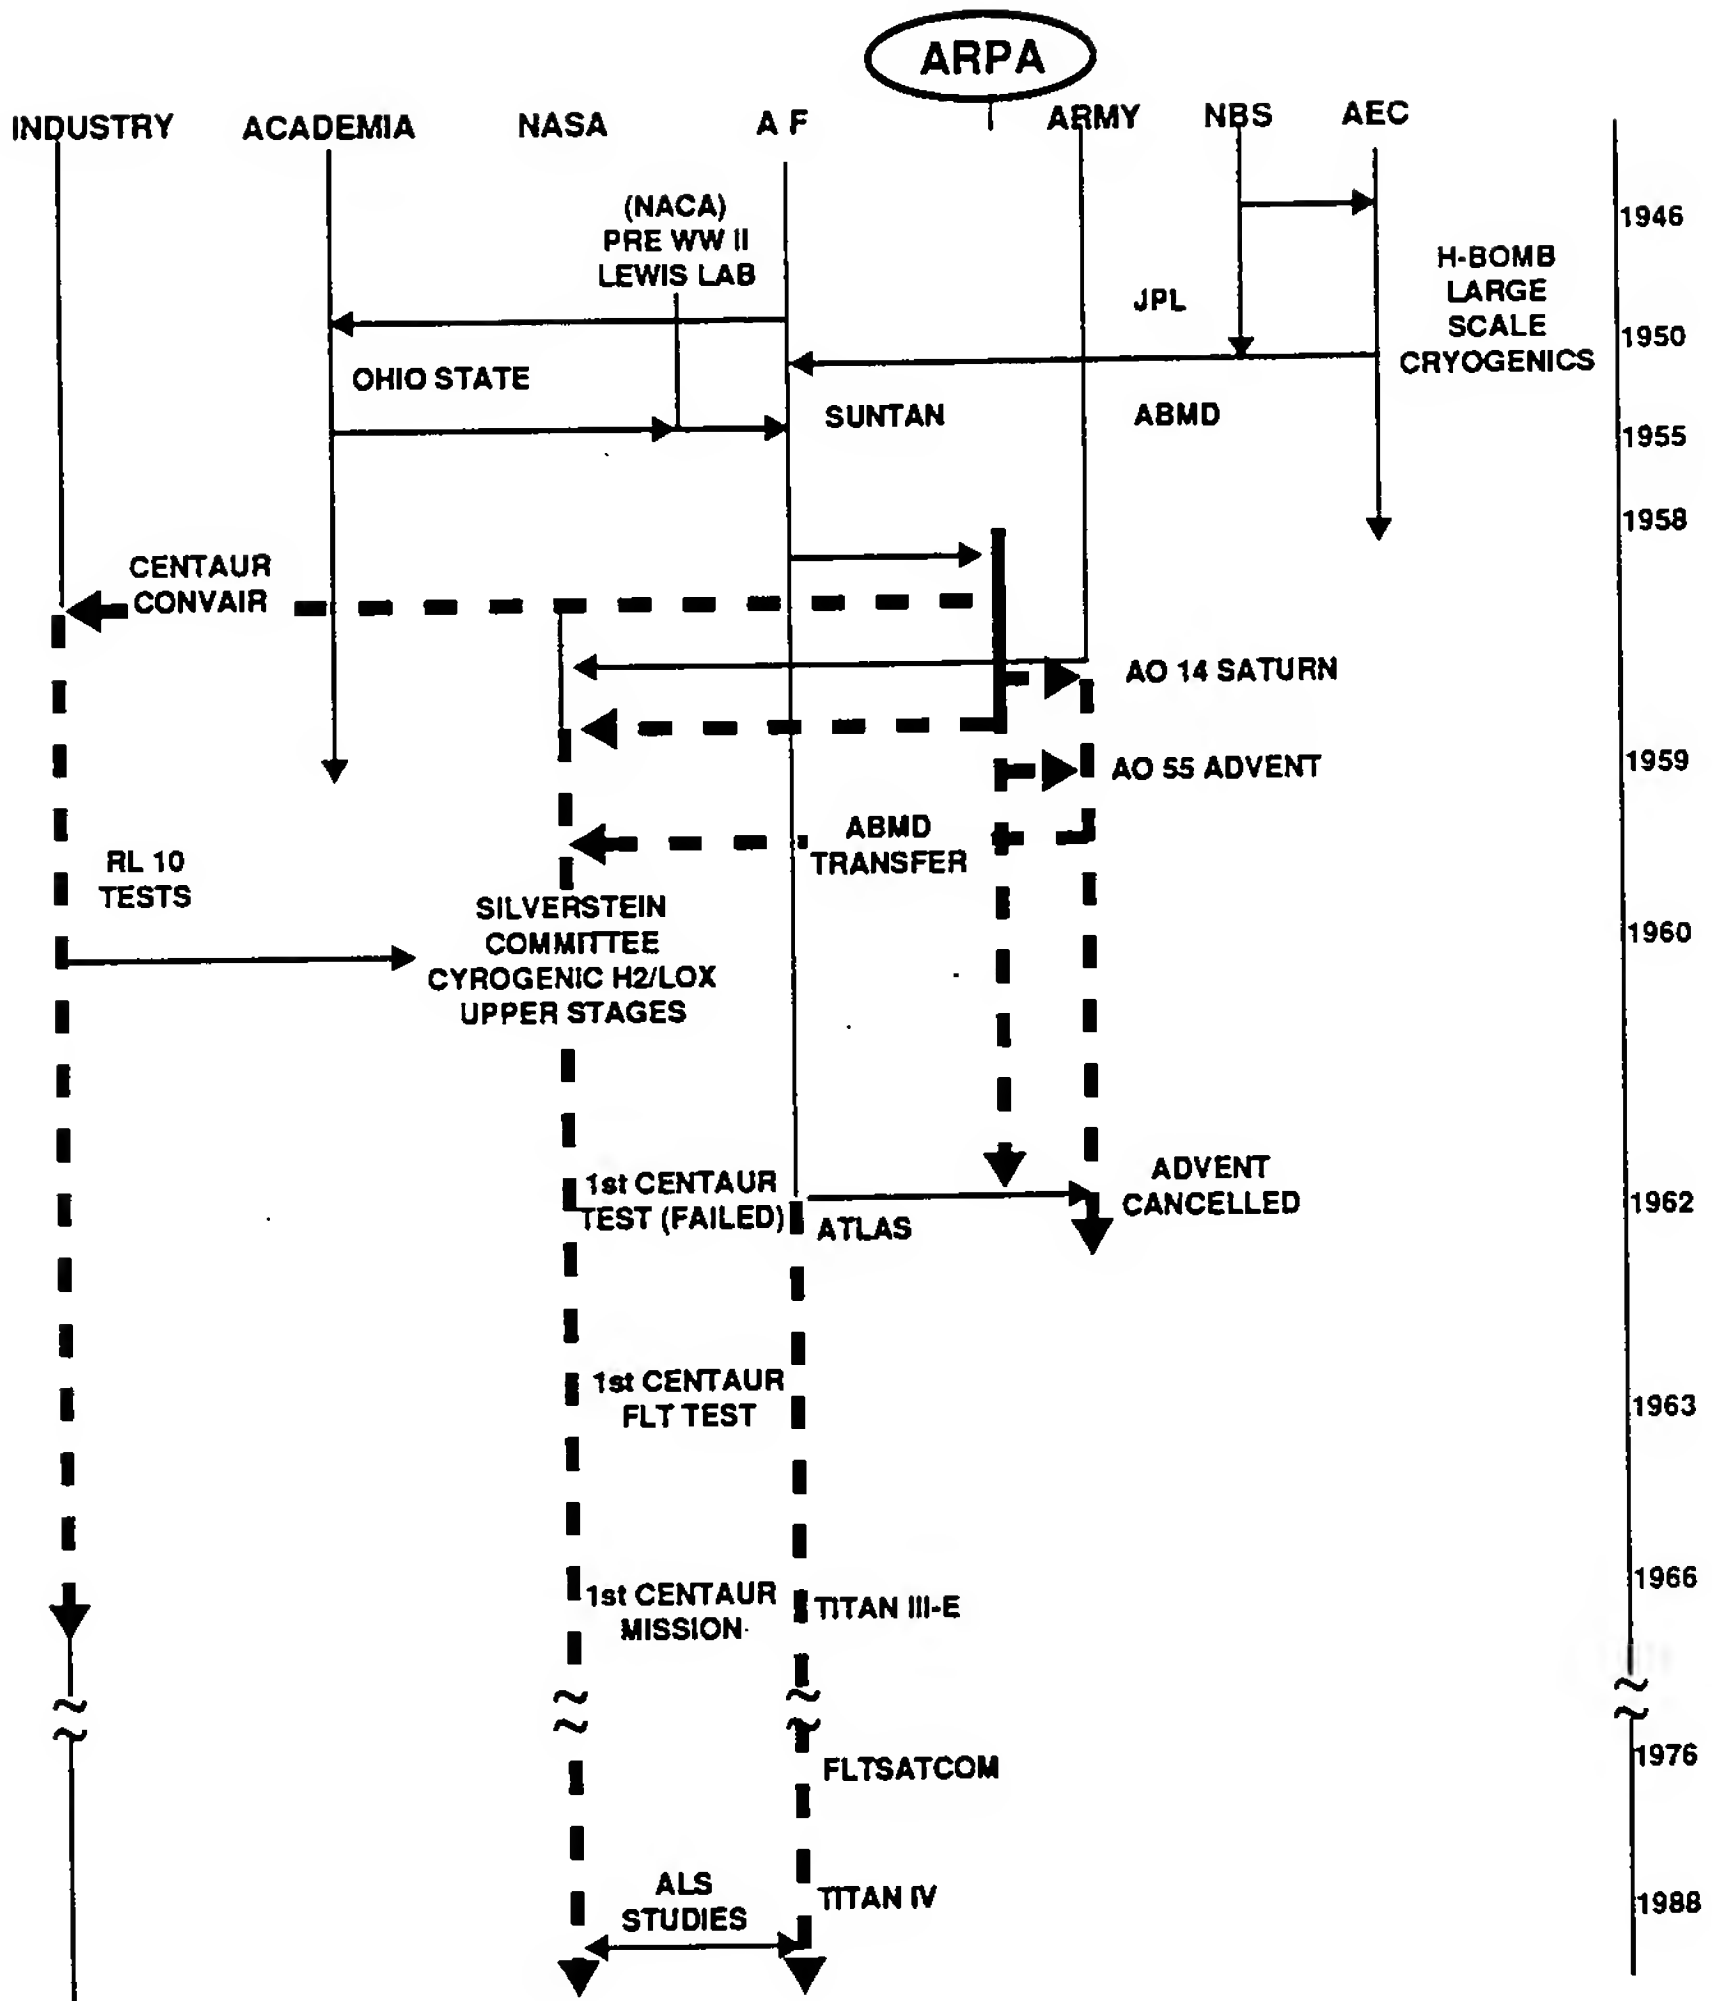 ARPA
INDUSTRY
ACADEMIA
NASA
A F
ARMY
NBS
AEC
(NACA)
PRE WW II
LEWIS LAB
1946
H-BOMB
LARGE
SCALE
CRYOGENICS
JPL
1950
OHIO STATE
SUNTAN
ABMD
1955
1958
CENTAUR
CONVAIR
AO 14 SATURN
1959
AO 55 ADVENT
ABMD
TRANSFER
RL 10
TESTS
SILVERSTEIN
COMMITTEE
CYROGENIC H2/LOX
UPPER STAGES
1960
1st CENTAUR
TEST (FAILED)
ATLAS
ADVENT
CANCELLED
1962
1st CENTAUR
FLT TEST
1963
1st CENTAUR
MISSION
TITAN III-E
1966
FLTSATCOM
1976
ALS
STUDIES
TITAN IV
1988